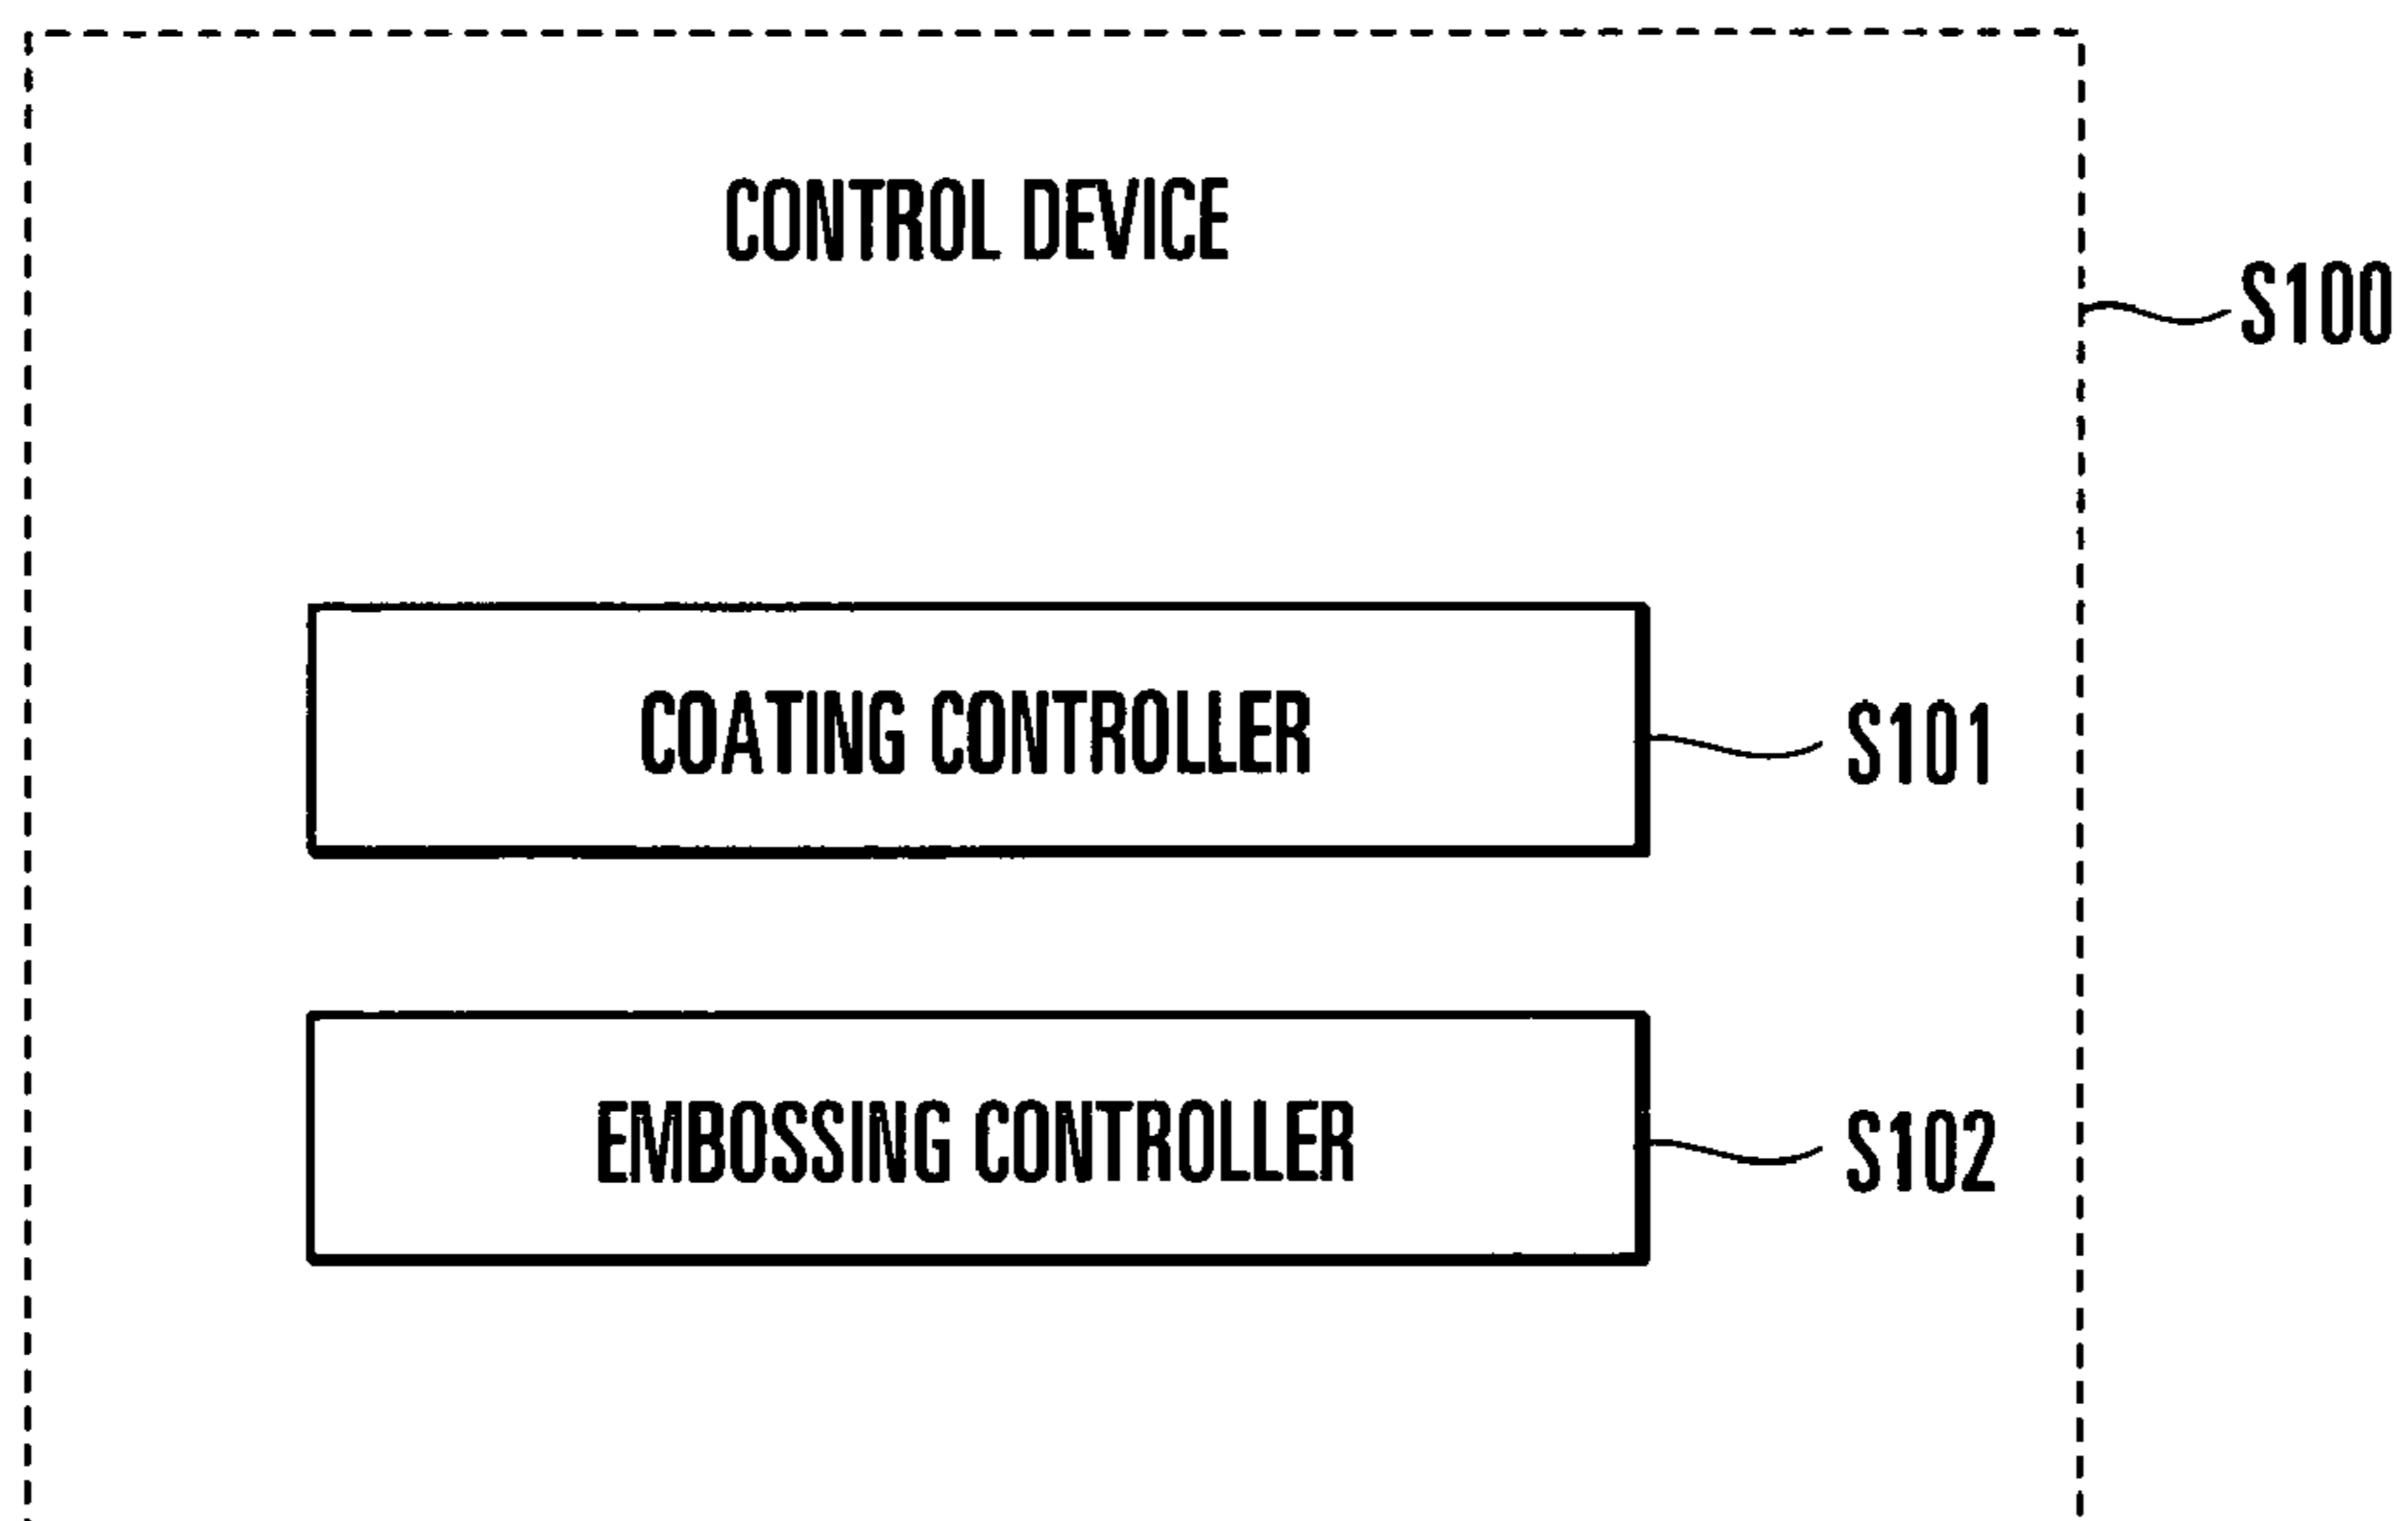 CONTROL DEVICE
S100
COATING CONTROLLER
S101
EMBOSSING CONTROLLER
S102